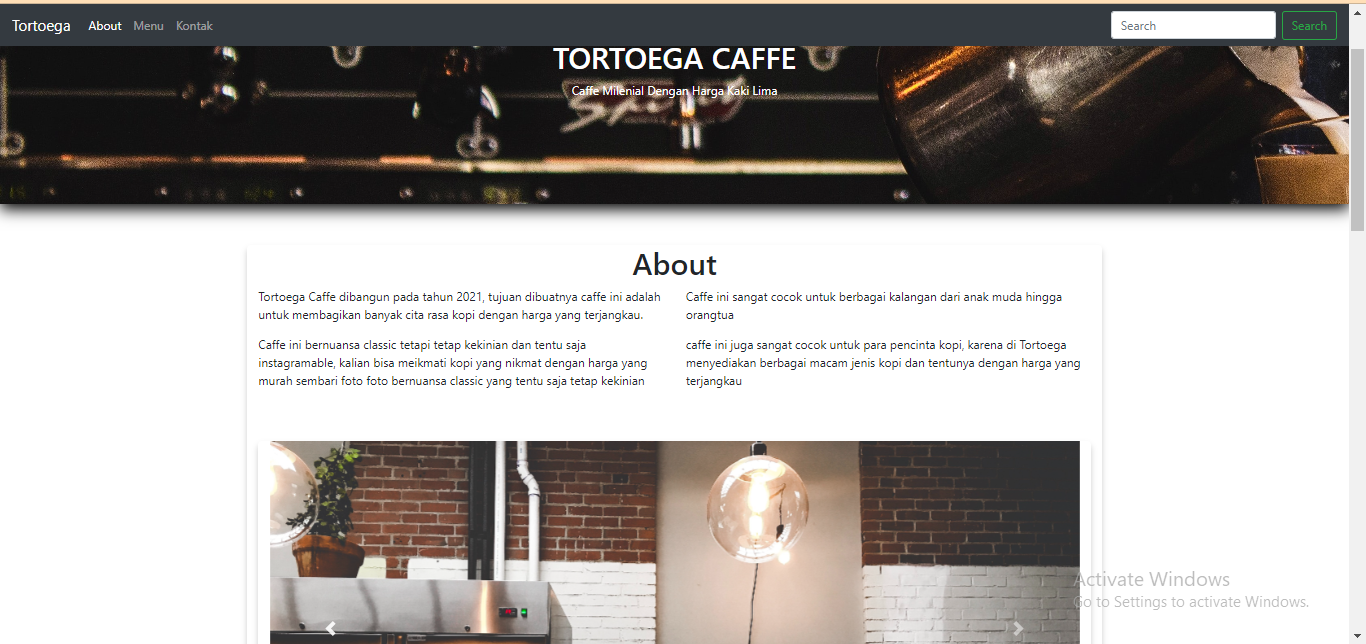 Tortoega About Menu Kontak Search Search
TORTOEGA CAFFE
Caffe Milenial Dengan Harga Kaki Lima
Spirit
About
Tortoega Caffe dibangun pada tahun 2021, tujuan dibuatnya caffe ini adalah
untuk membagikan banyak cita rasa kopi dengan harga yang terjangkau.
Caffe ini bernuansa classic tetapi tetap kekinian dan tentu saja
instagramable, kalian bisa meikmati kopi yang nikmat dengan harga yang
murah sembari foto foto bernuansa classic yang tentu saja tetap kekinian
Caffe ini sangat cocok untuk berbagai kalangan dari anak muda hingga
orangtua
caffe ini juga sangat cocok untuk para pencinta kopi, karena di Tortoega
menyediakan berbagai macam jenis kopi dan tentunya dengan harga yang
terjangkau
Activate Windows
Go to Settings to activate Windows.